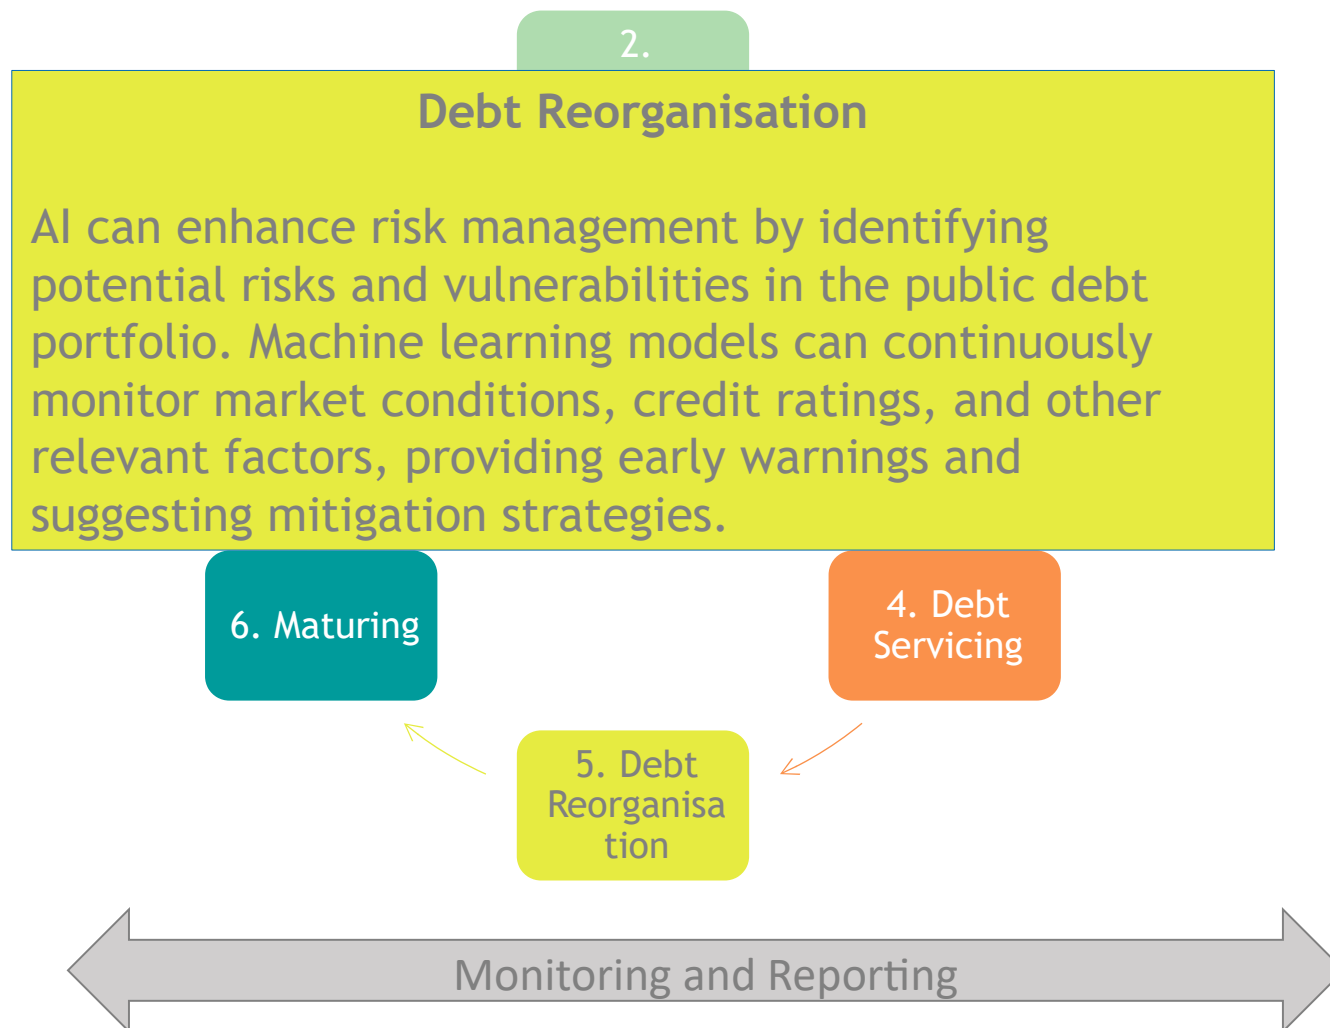 2.
Debt Reorganisation
AI can enhance risk management by identifying
potential risks and vulnerabilities in the public debt
portfolio. Machine learning models can continuously
monitor market conditions, credit ratings, and other
relevant factors, providing early warnings and
suggesting mitigation strategies.
6. Maturing
4. Debt
Servicing
5. Debt
Reorganisa
tion
Monitoring and Reporting